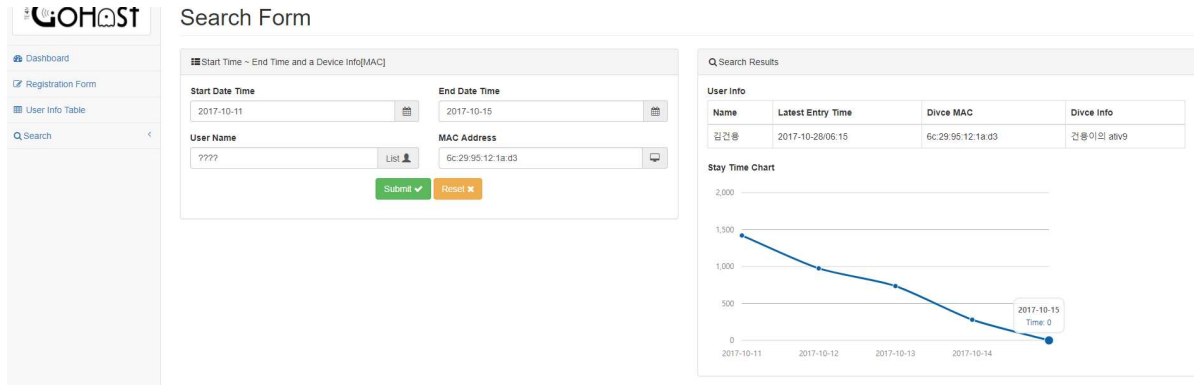 GOHOST
Search Form
Dashboard
Registration Form
User Info Table
Search
Start Time ~ End Time and a Device Info[MAC]
Start Date Time
End Date Time
2017-10-11
2017-10-15
User Name
MAC Address
????
List
6c:29:95:12:1a:d3
Submit
Reset
Search Results
User Info
Name Latest Entry Time Divce MAC Divce Info
김건용 2017-10-28/06:15 6c:29:95:12:1a:d3 건용이의 ativ9
Stay Time Chart
2,000
1,500
1,000
500
0
2017-10-15
Time: 0
2017-10-11 2017-10-12 2017-10-13 2017-10-14